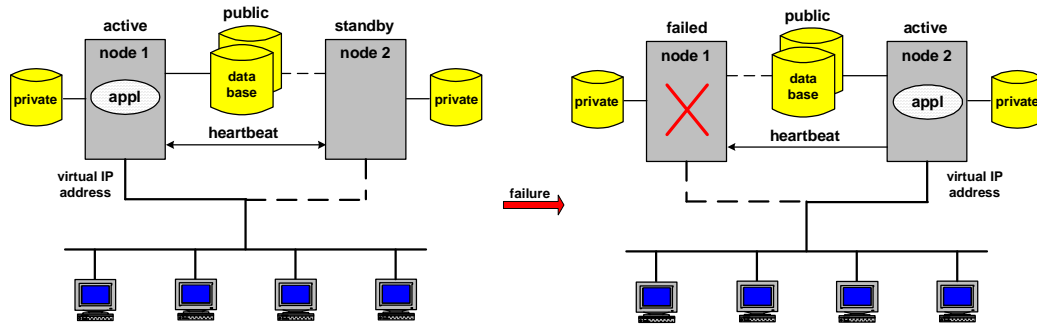 active
public
standby
node 1
node 2
data
base
private
appl
private
heartbeat
virtual IP
address
failure
failed
public
active
node 1
node 2
data
base
private
appl
private
heartbeat
virtual IP
address